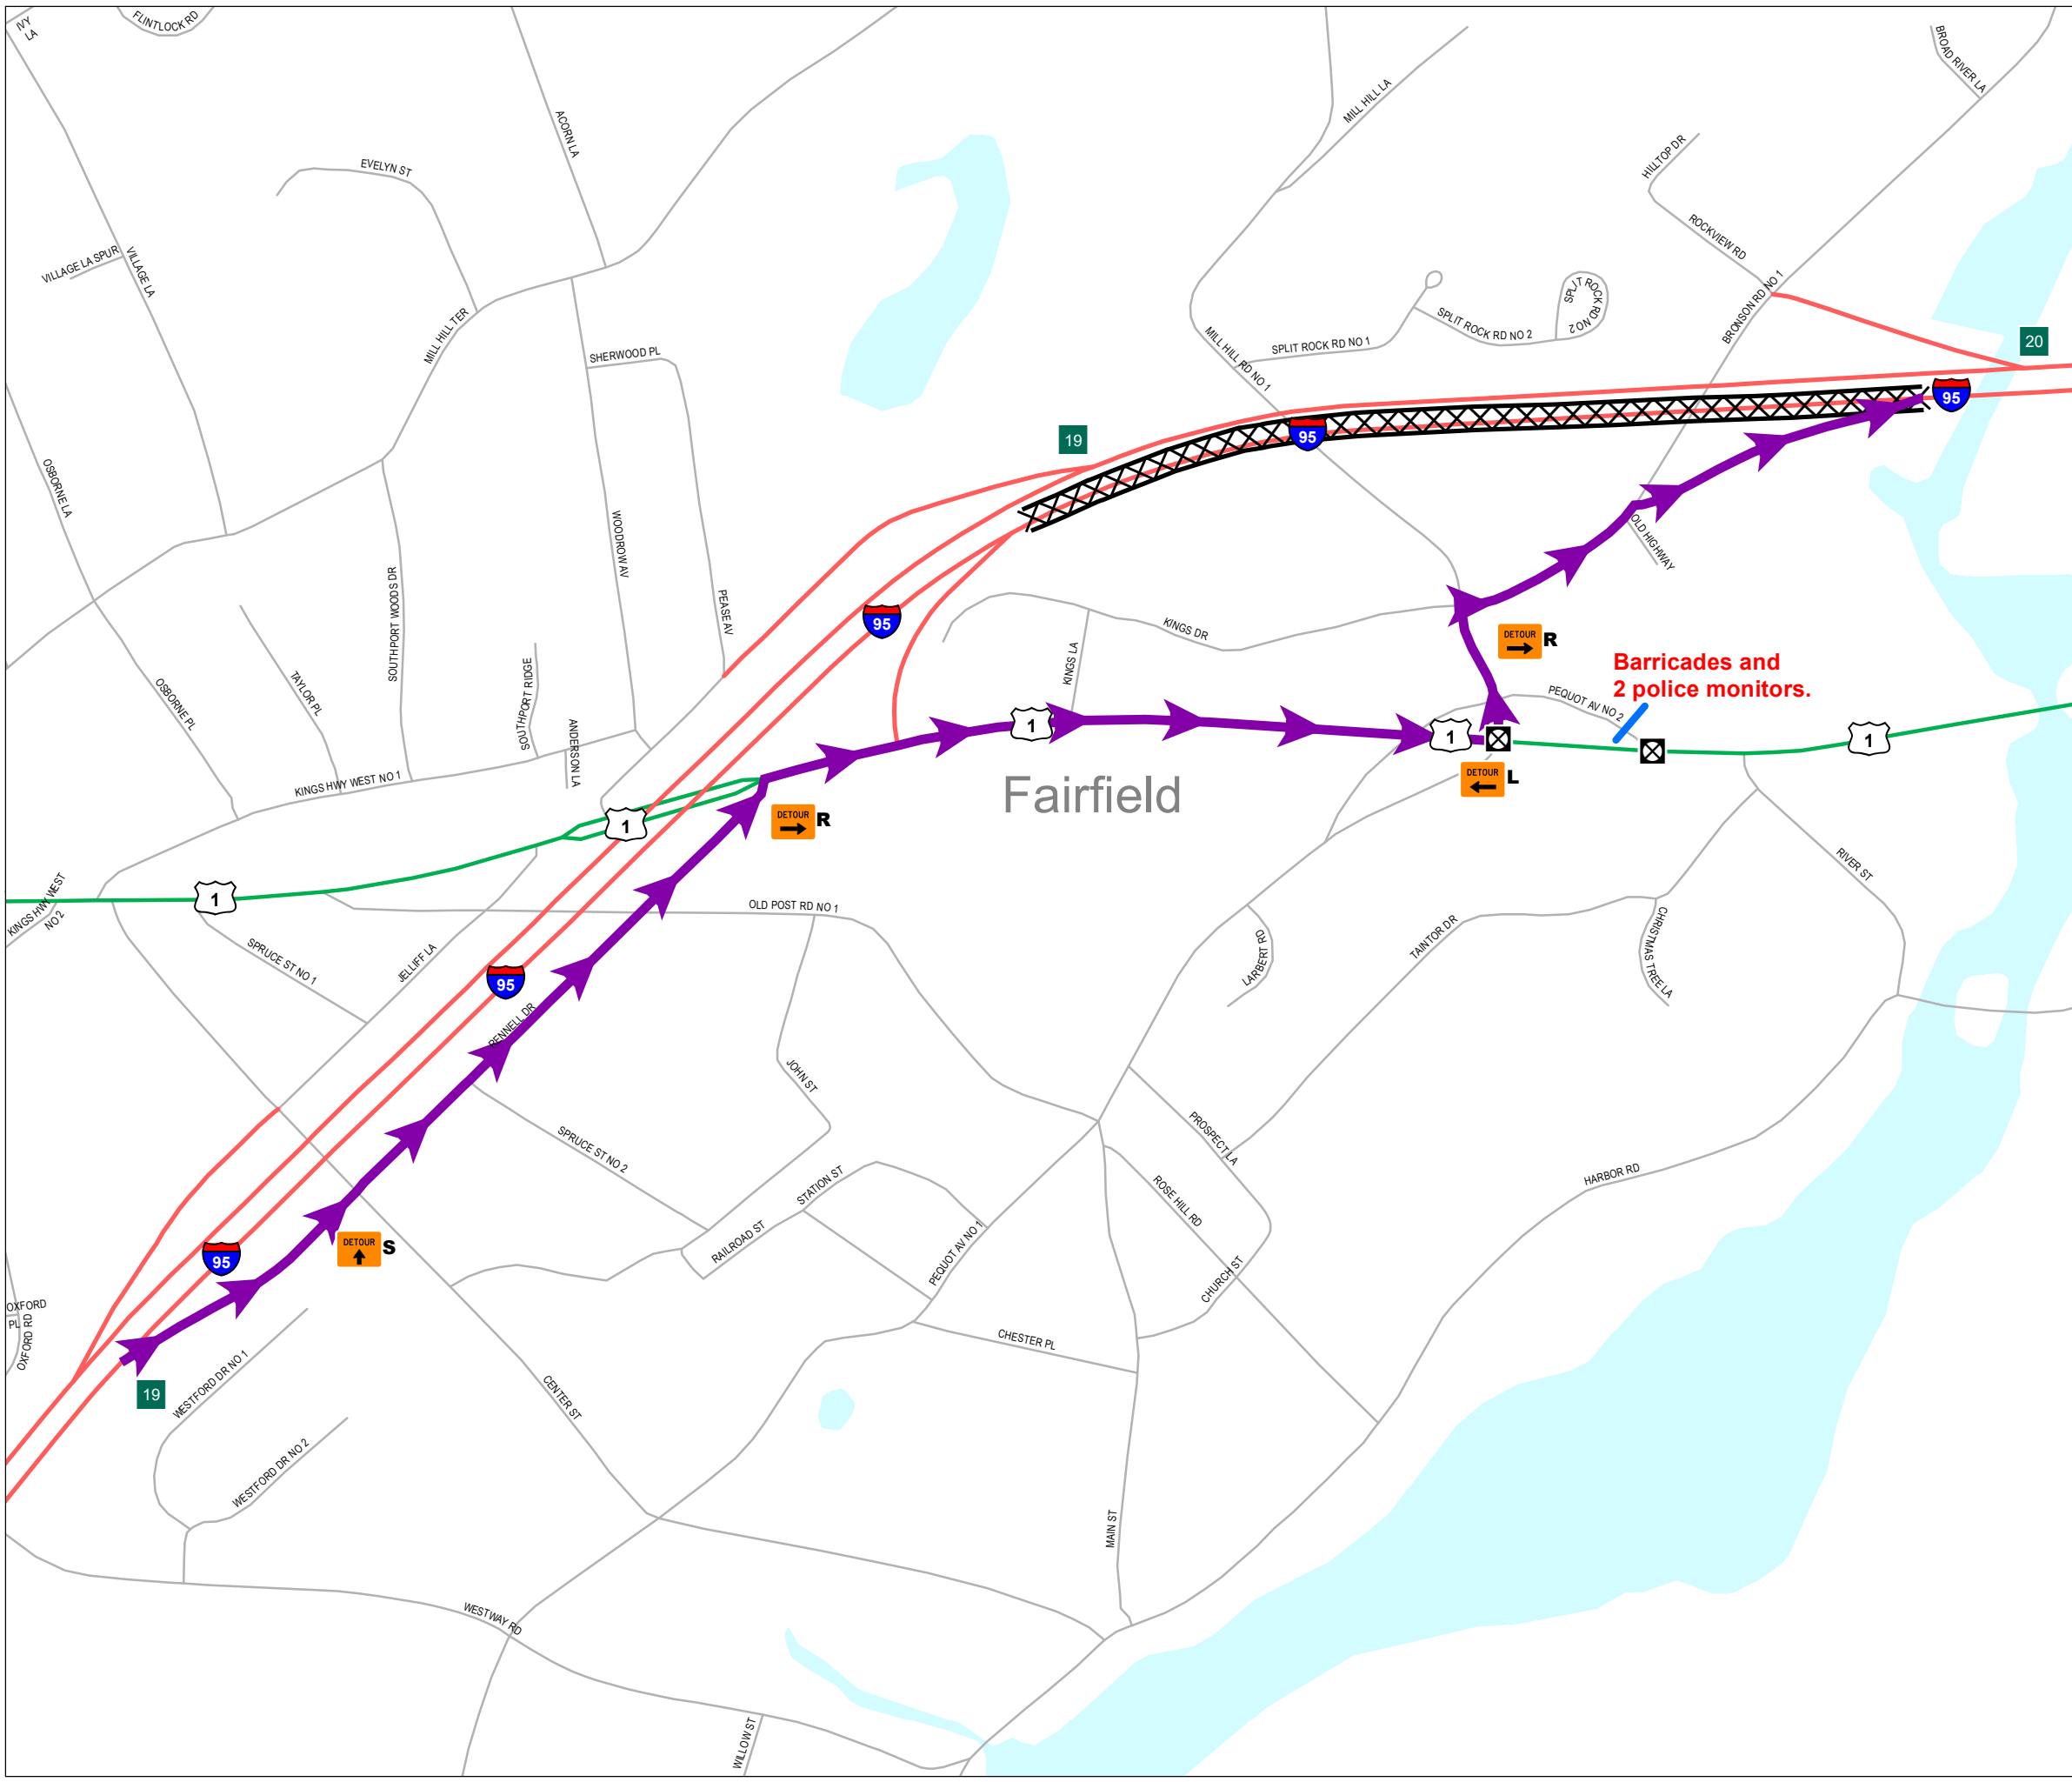 IVY
LA
FLINTLOCK RD
BROAD RIVER LA
ACORN LA
MILL HILL LA
EVELYN ST
HILLTOP DR
ROCKVIEW RD
VILLAGE LA SPUR
VILLAGE LA
BRONSON RD NO 1
SPLIT ROCK RD NO 2
SPLIT ROCK RD NO 2
SPLIT ROCK RD NO 1
MILL HILL RD NO 1
MILL HILL TER
SHERWOOD PL
20
95
95
19
OSBORNE LA
WOODROW AV
OLD HIGHWAY
SOUTHPORT WOODS DR
PEASE AV
95
KINGS DR
KINGS LA
DETOUR
R
Barricades and
2 police monitors.
TAYLOR PL
OSBORNE PL
SOUTHPORT RIDGE
ANDERSON LA
PEQUOT AV NO 2
1
1
1
KINGS HWY WEST NO 1
Fairfield
DETOUR
L
1
DETOUR
R
1
KINGS HWY WEST
NO 2
OLD POST RD NO 1
RIVER ST
SPRUCE ST NO 1
JELLIFF LA
LARBERT RD
TAINTOR DR
CHRISTMAS TREE LA
95
RENNELL DR
JOHN ST
SPRUCE ST NO 2
PROSPECT LA
STATION ST
RAILROAD ST
ROSE HILL RD
HARBOR RD
PEQUOT AV NO 1
CHURCH ST
95
DETOUR
S
OXFORD
PL
OXFORD RD
CHESTER PL
19
WESTFORD DR NO 1
CENTER ST
WESTFORD DR NO 2
MAIN ST
WESTWAY RD
WILLOW ST